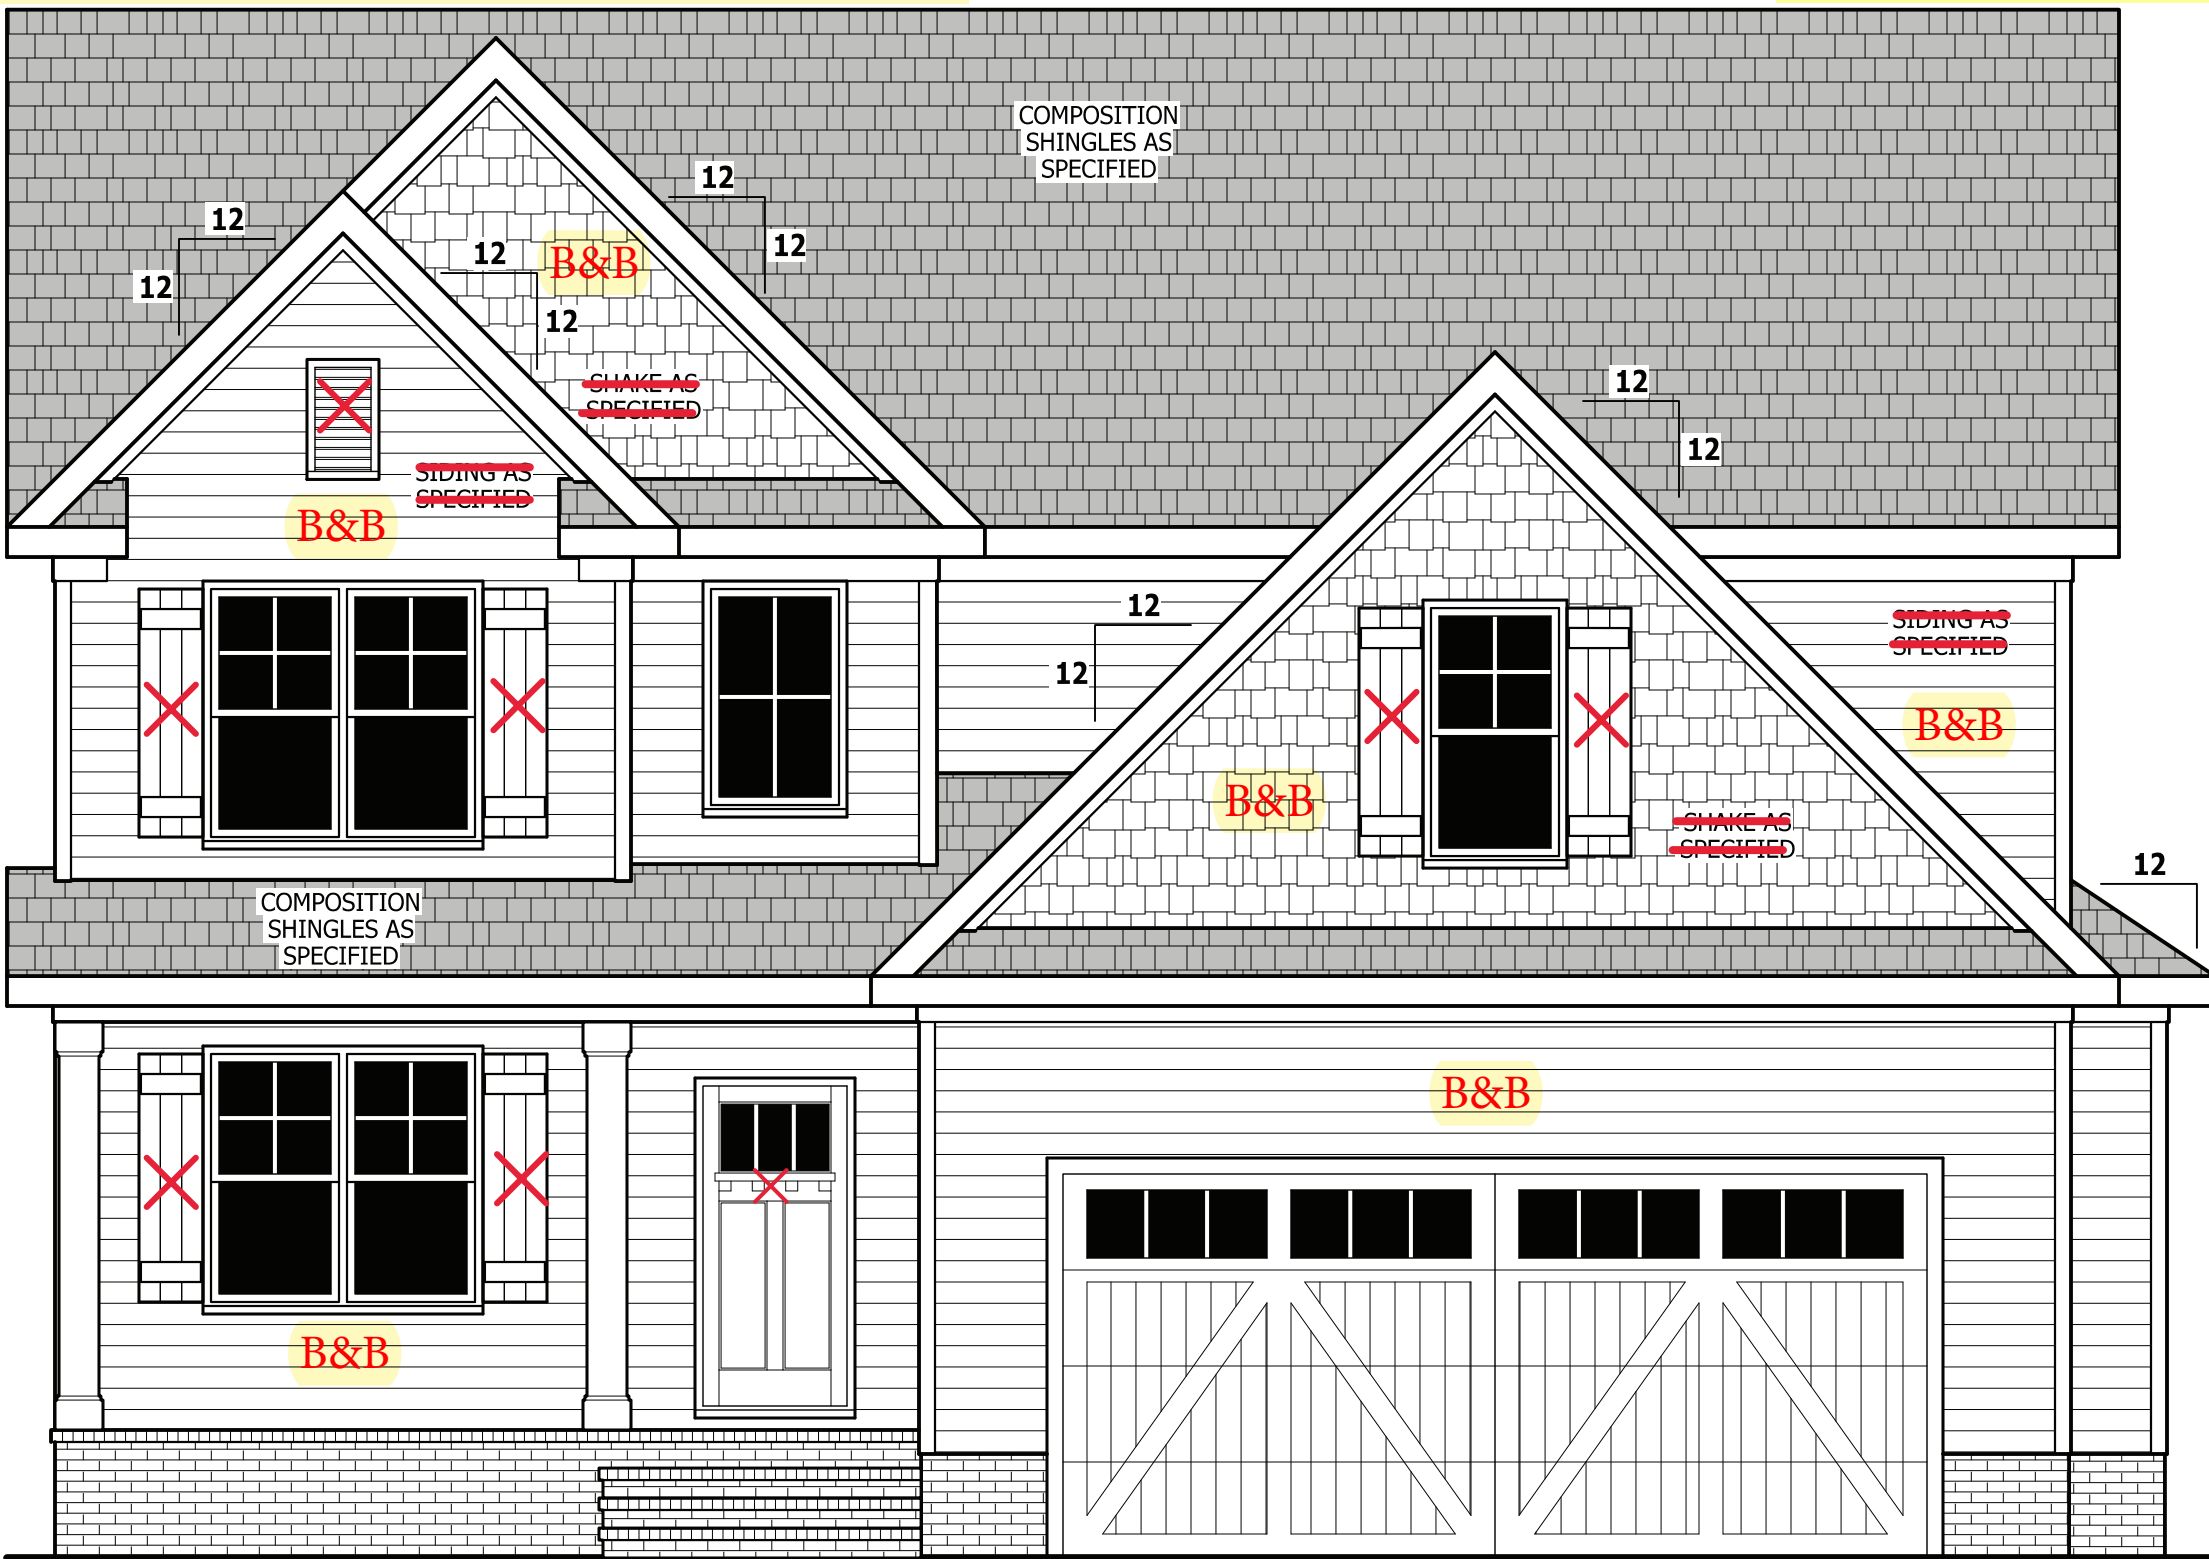 COMPOSITION
SHINGLES AS
SPECIFIED
12
12
12
12
12
12
B&B
SHAKE AS
SPECIFIED
SIDING AS
SPECIFIED
B&B
12
12
12
12
SIDING AS
SPECIFIED
B&B
B&B
SHAKE AS
SPECIFIED
12
COMPOSITION
SHINGLES AS
SPECIFIED
B&B
B&B